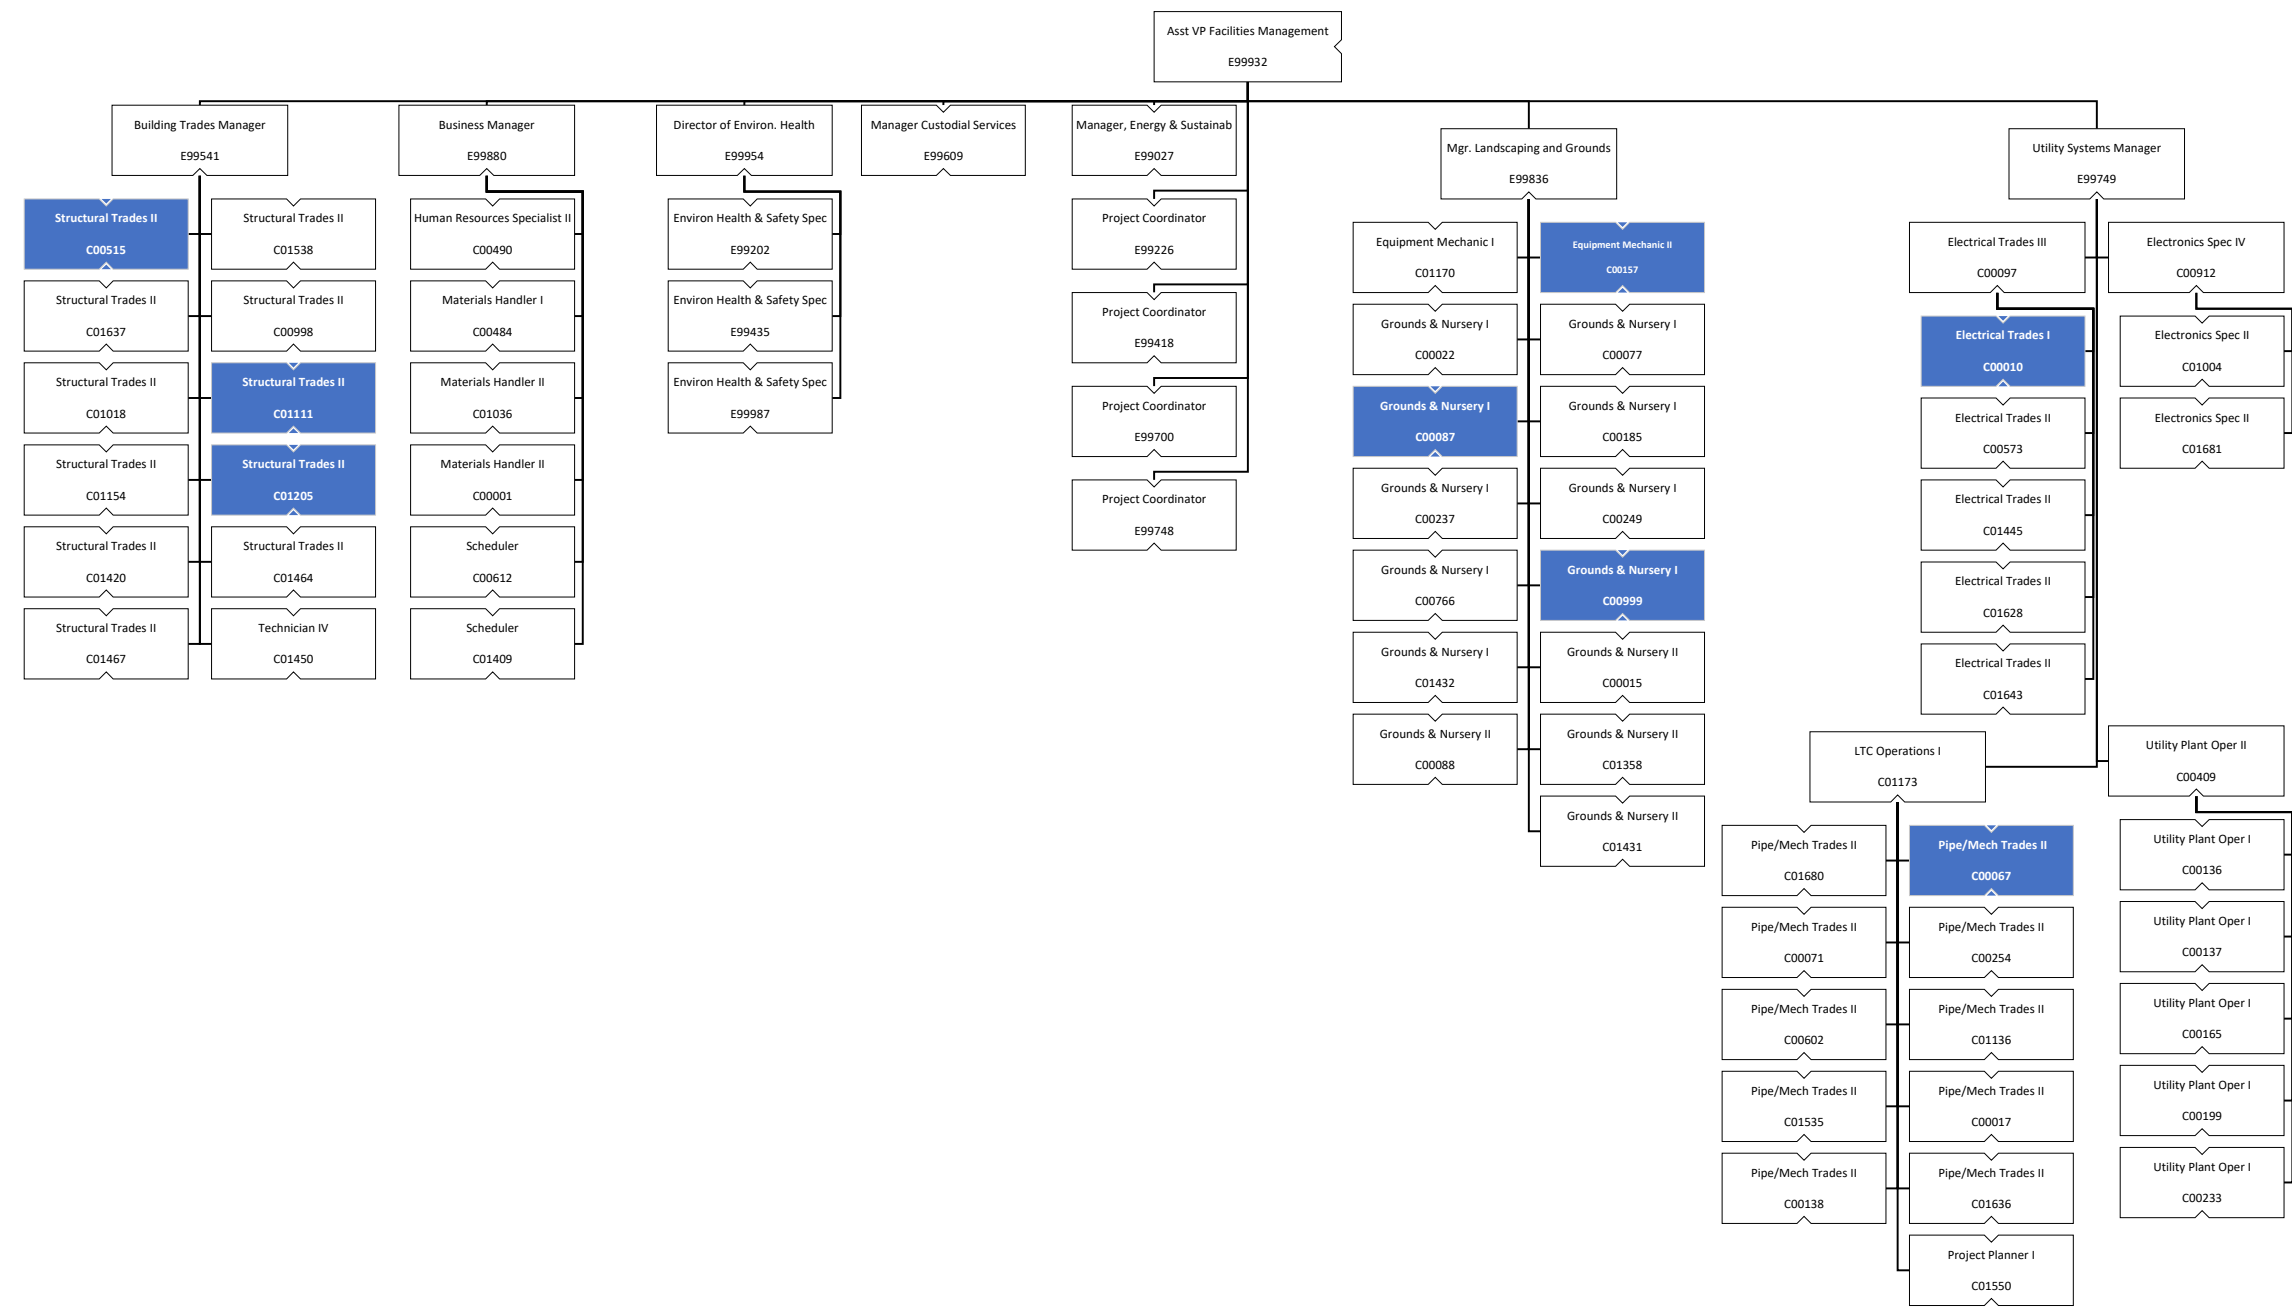 Asst VP Facilities Management
E99932
Building Trades Manager
E99541
Business Manager
E99880
Director of Environ. Health
E99954
Manager Custodial Services
E99609
Manager, Energy & Sustainab
E99027
Mgr. Landscaping and Grounds
E99836
Utility Systems Manager
E99749
Structural Trades II
C00515
Structural Trades II
C01538
Structural Trades II
C01637
Structural Trades II
C00998
Structural Trades II
C01018
Structural Trades II
C01111
Structural Trades II
C01154
Structural Trades II
C01205
Structural Trades II
C01420
Structural Trades II
C01464
Structural Trades II
C01467
Technician IV
C01450
Human Resources Specialist II
C00490
Materials Handler I
C00484
Materials Handler II
C01036
Materials Handler II
C00001
Scheduler
C00612
Scheduler
C01409
Environ Health & Safety Spec
E99202
Environ Health & Safety Spec
E99435
Environ Health & Safety Spec
E99987
Project Coordinator
E99226
Project Coordinator
E99418
Project Coordinator
E99700
Project Coordinator
E99748
Equipment Mechanic I
C01170
Equipment Mechanic II
C00157
Grounds & Nursery I
C00022
Grounds & Nursery I
C00077
Grounds & Nursery I
C00087
Grounds & Nursery I
C00185
Grounds & Nursery I
C00237
Grounds & Nursery I
C00249
Grounds & Nursery I
C00766
Grounds & Nursery I
C00999
Grounds & Nursery I
C01432
Grounds & Nursery II
C00015
Grounds & Nursery II
C00088
Grounds & Nursery II
C01358
Grounds & Nursery II
C01431
Electrical Trades III
C00097
Electronics Spec IV
C00912
Electrical Trades I
C00010
Electrical Trades II
C00573
Electrical Trades II
C01445
Electrical Trades II
C01628
Electrical Trades II
C01643
Electronics Spec II
C01004
Electronics Spec II
C01681
LTC Operations I
C01173
Utility Plant Oper II
C00409
Pipe/Mech Trades II
C01680
Pipe/Mech Trades II
C00067
Pipe/Mech Trades II
C00071
Pipe/Mech Trades II
C00254
Pipe/Mech Trades II
C00602
Pipe/Mech Trades II
C01136
Pipe/Mech Trades II
C01535
Pipe/Mech Trades II
C00017
Pipe/Mech Trades II
C00138
Pipe/Mech Trades II
C01636
Project Planner I
C01550
Utility Plant Oper I
C00136
Utility Plant Oper I
C00137
Utility Plant Oper I
C00165
Utility Plant Oper I
C00199
Utility Plant Oper I
C00233